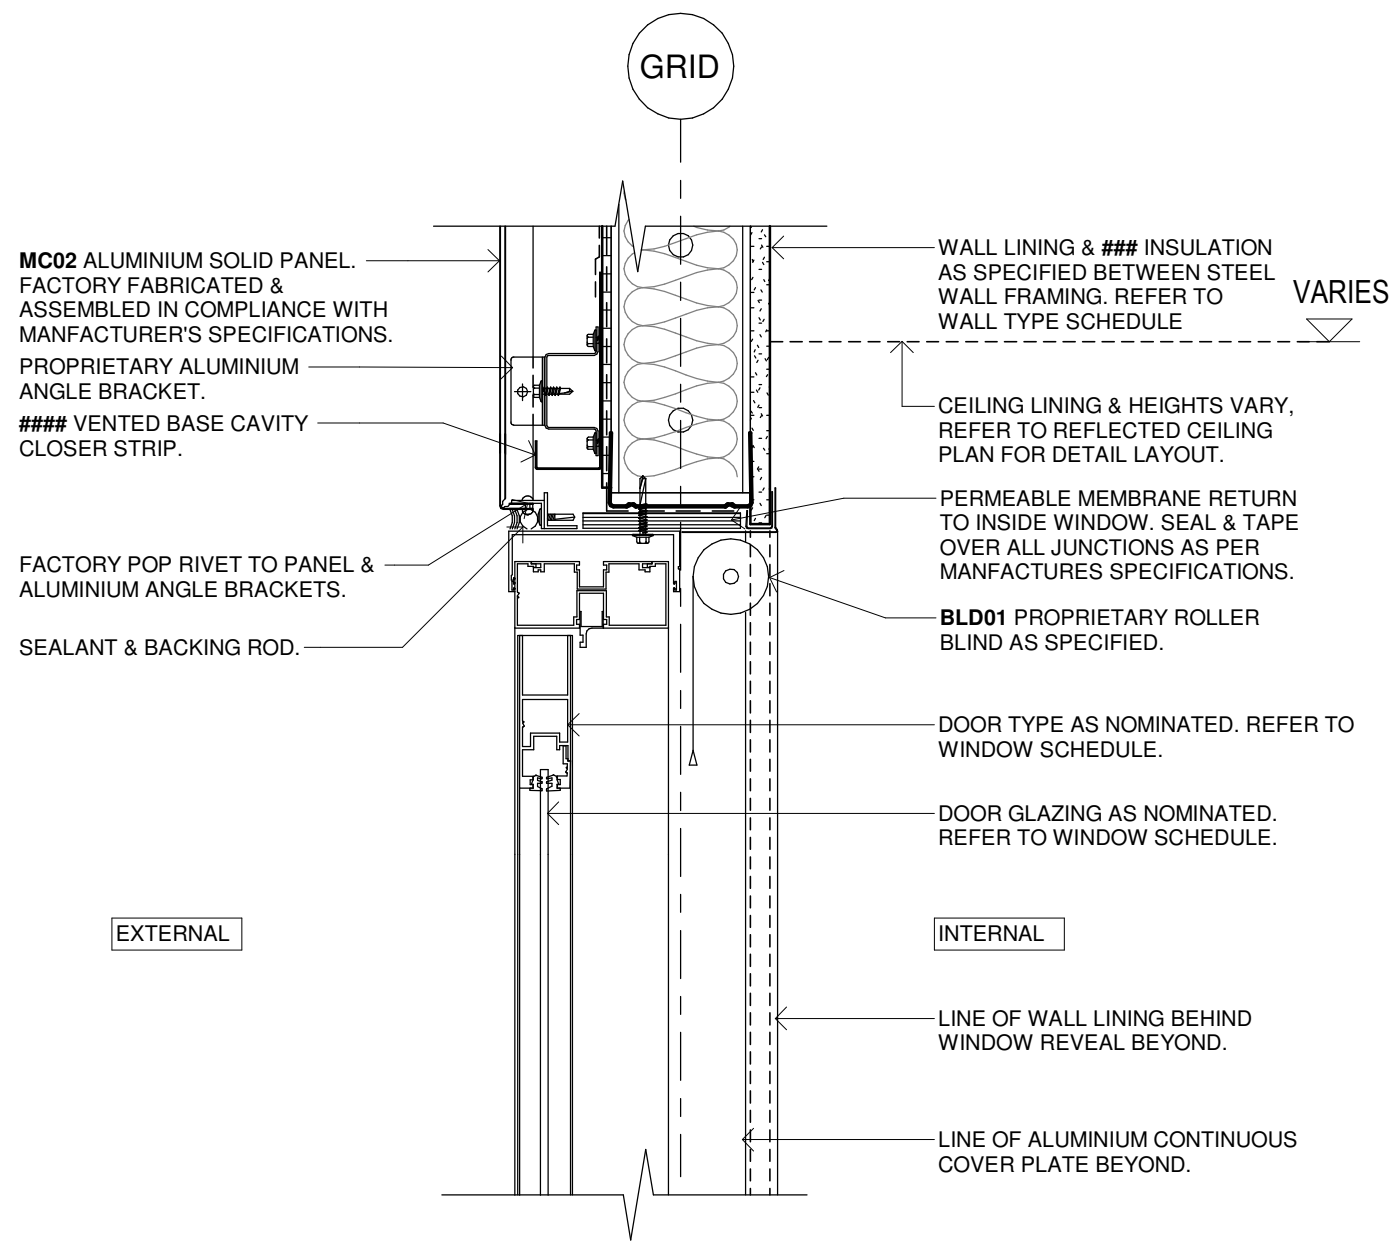 GRID
MC02 ALUMINIUM SOLID PANEL.
FACTORY FABRICATED &
ASSEMBLED IN COMPLIANCE WITH
MANFACTURER'S SPECIFICATIONS.
PROPRIETARY ALUMINIUM
ANGLE BRACKET.
#### VENTED BASE CAVITY
CLOSER STRIP.
FACTORY POP RIVET TO PANEL &
ALUMINIUM ANGLE BRACKETS.
SEALANT & BACKING ROD.
EXTERNAL
WALL LINING & ### INSULATION
AS SPECIFIED BETWEEN STEEL
WALL FRAMING. REFER TO
WALL TYPE SCHEDULE
VARIES
CEILING LINING & HEIGHTS VARY,
REFER TO REFLECTED CEILING
PLAN FOR DETAIL LAYOUT.
PERMEABLE MEMBRANE RETURN
TO INSIDE WINDOW. SEAL & TAPE
OVER ALL JUNCTIONS AS PER
MANFACTURES SPECIFICATIONS.
BLD01 PROPRIETARY ROLLER
BLIND AS SPECIFIED.
DOOR TYPE AS NOMINATED. REFER TO
WINDOW SCHEDULE.
DOOR GLAZING AS NOMINATED.
REFER TO WINDOW SCHEDULE.
INTERNAL
LINE OF WALL LINING BEHIND
WINDOW REVEAL BEYOND.
LINE OF ALUMINIUM CONTINUOUS
COVER PLATE BEYOND.